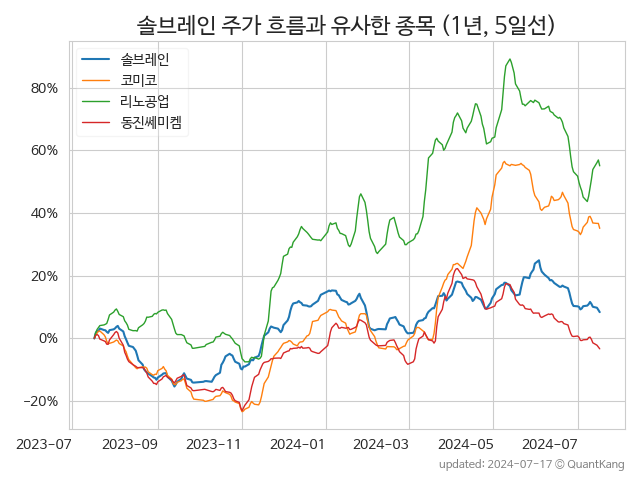 솔브레인 주가 흐름과 유사한 종목 (1년, 5일선)
솔브레인
코미코
리노공업
동진쎄미켐
80%
60%
40%
20%
0%
−20%
2023-07
2023-09
2023-11
2024-01
2024-03
2024-05
2024-07
updated: 2024-07-17 © QuantKang